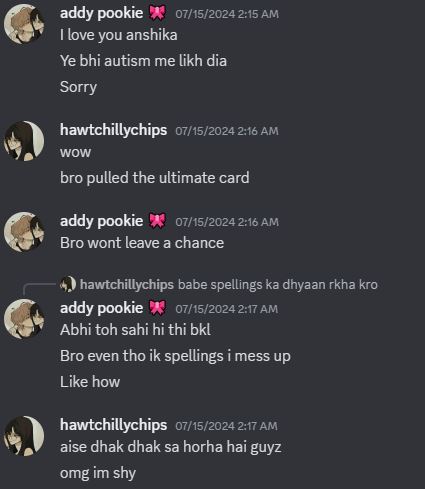 addy pookie 🎀 07/15/2024 2:15 AM
I love you anshika
Ye bhi autism me likh dia
Sorry
hawtchillychips 07/15/2024 2:16 AM
wow
bro pulled the ultimate card
addy pookie 🎀 07/15/2024 2:16 AM
Bro wont leave a chance
hawtchillychips babe spellings ka dhyaan rkha kro
addy pookie 🎀 07/15/2024 2:17 AM
Abhi toh sahi hi thi bkl
Bro even tho ik spellings i mess up
Like how
hawtchillychips 07/15/2024 2:17 AM
aise dhak dhak sa horha hai guyz
omg im shy